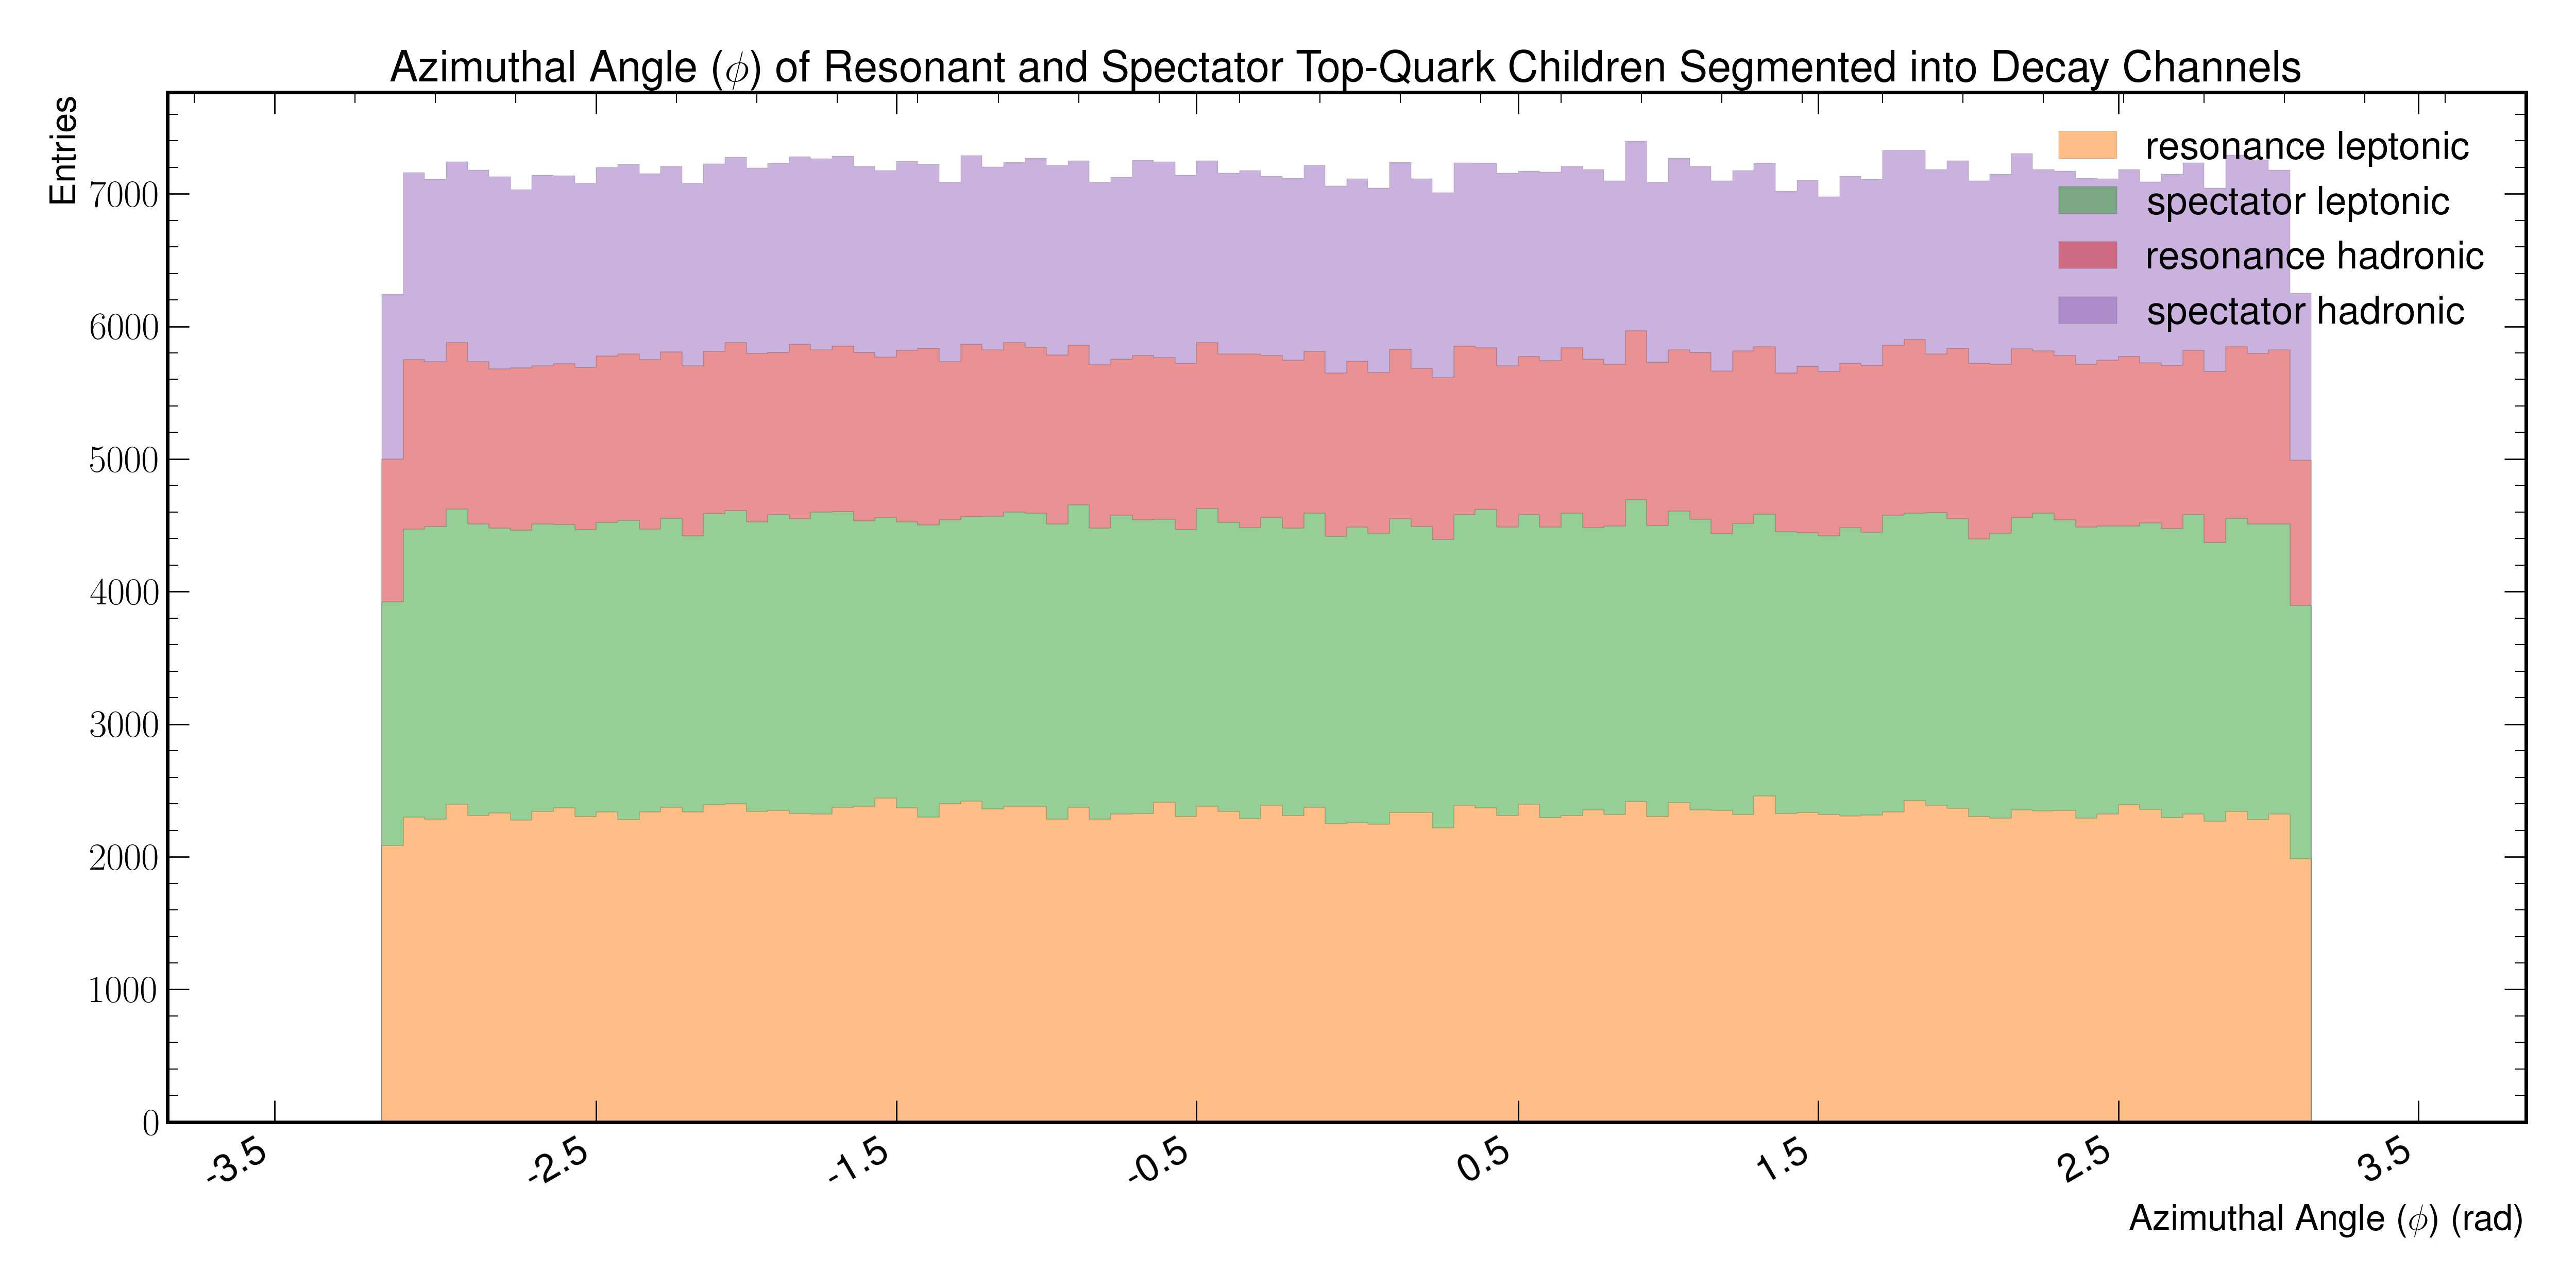 Azimuthal Angle (ϕ) of Resonant and Spectator Top-Quark Children Segmented into Decay Channels
Entries
7000
6000
5000
4000
3000
2000
1000
0
resonance leptonic
spectator leptonic
resonance hadronic
spectator hadronic
-3.5
-2.5
-1.5
-0.5
0.5
1.5
2.5
3.5
Azimuthal Angle (ϕ) (rad)